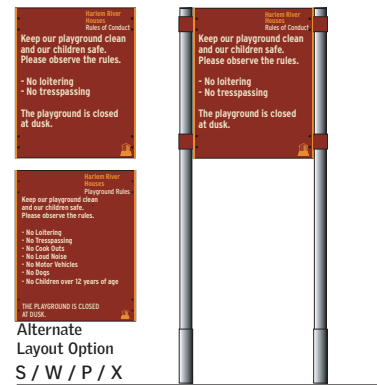 Harlem River
Houses
Rules of Conduct
Keep our playground clean
and our children safe.
Please observe the rules.
- No loitering
- No tresspassing
The playground is closed
at dusk.
Harlem River
Houses
Rules of Conduct
Keep our playground clean
and our children safe.
Please observe the rules.
- No loitering
- No tresspassing
The playground is closed
at dusk.
Harlem River
Houses
Playground Rules
Keep our playground clean
and our children safe.
Please observe the rules.
- No Loitering
- No Tresspassing
- No Cook Outs
- No Loud Noise
- No Motor Vehicles
- No Dogs
- No Children over 12 years of age
THE PLAYGROUND IS CLOSED
AT DUSK.
Alternate
Layout Option
S / W / P / X